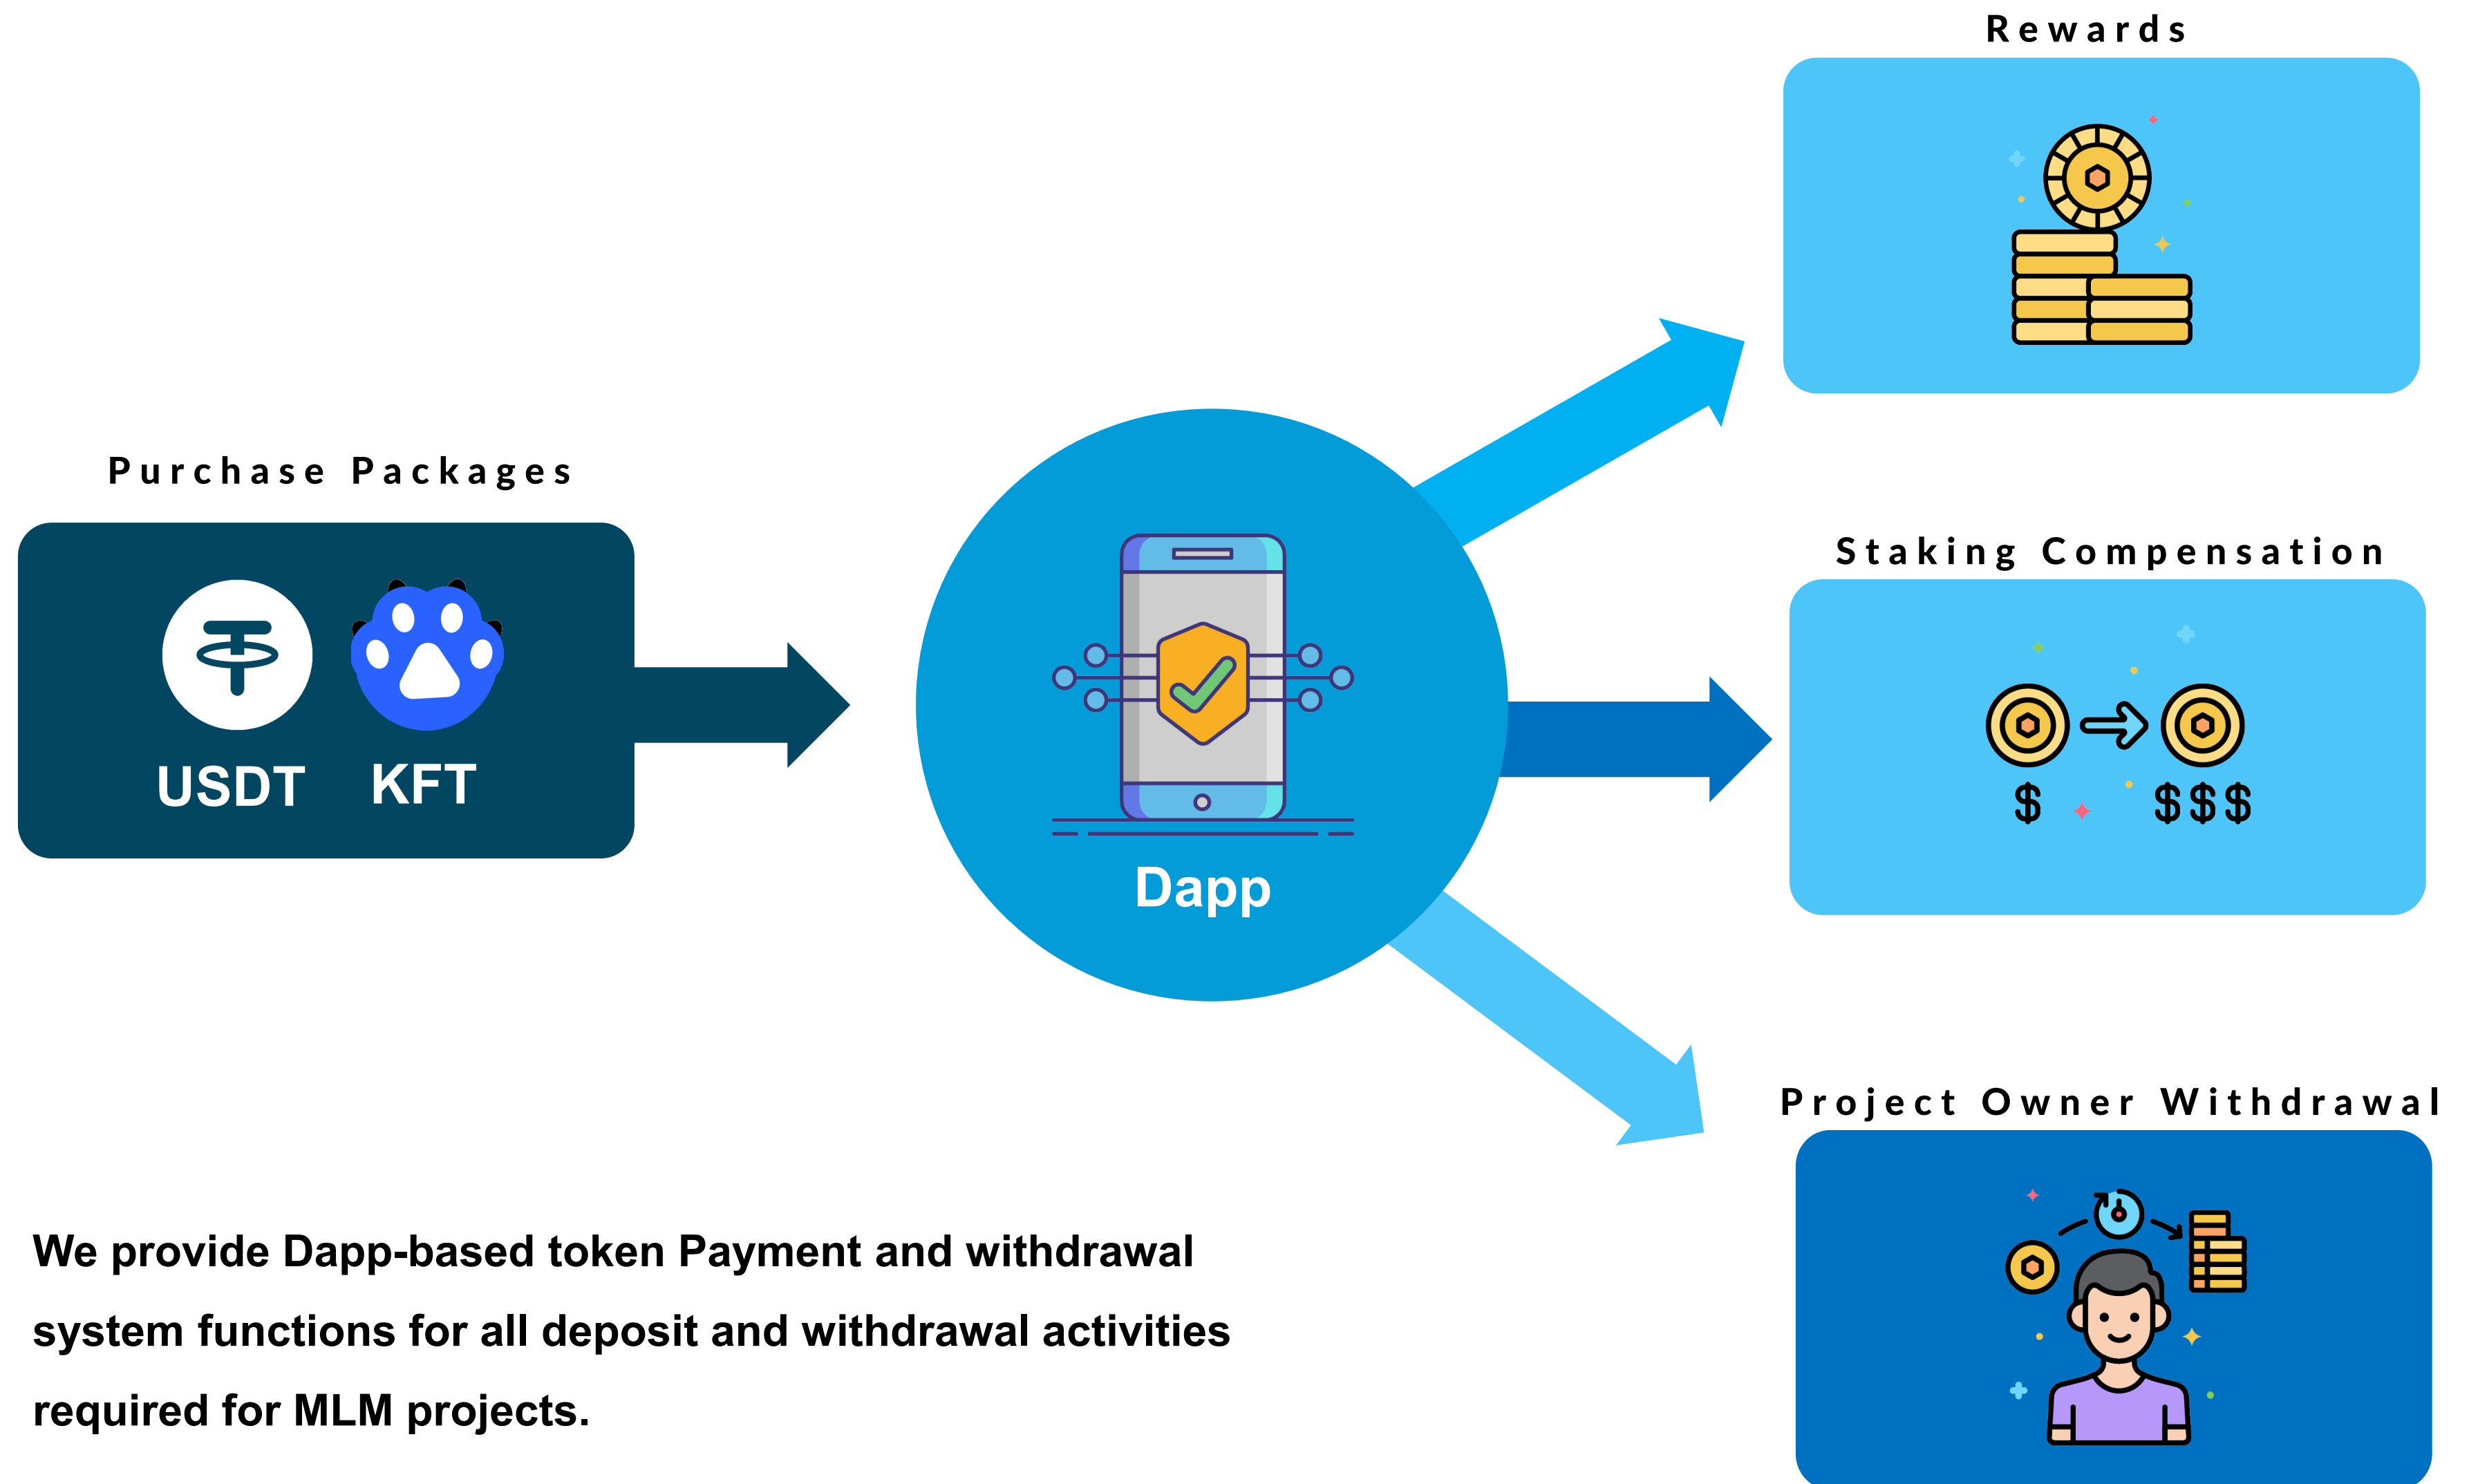 Rewards
Purchase Packages
USDT
KFT
Dapp
Staking Compensation
$
$$$
Project Owner Withdrawal
We provide Dapp-based token Payment and withdrawal
system functions for all deposit and withdrawal activities
required for MLM projects.